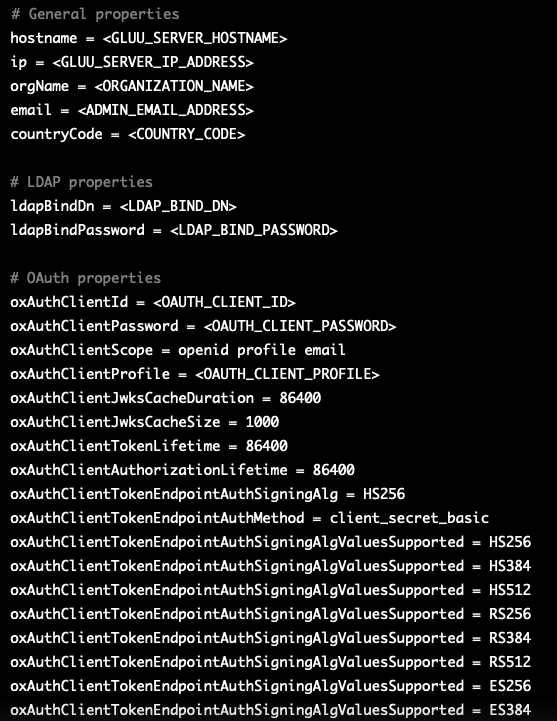 # General properties
hostname = <GLUU_SERVER_HOSTNAME>
ip = <GLUU_SERVER_IP_ADDRESS>
orgName = <ORGANIZATION_NAME>
email = <ADMIN_EMAIL_ADDRESS>
countryCode = <COUNTRY_CODE>

# LDAP properties
ldapBindDn = <LDAP_BIND_DN>
ldapBindPassword = <LDAP_BIND_PASSWORD>

# OAuth properties
oxAuthClientId = <OAUTH_CLIENT_ID>
oxAuthClientPassword = <OAUTH_CLIENT_PASSWORD>
oxAuthClientScope = openid profile email
oxAuthClientProfile = <OAUTH_CLIENT_PROFILE>
oxAuthClientJwksCacheDuration = 86400
oxAuthClientJwksCacheSize = 1000
oxAuthClientTokenLifetime = 86400
oxAuthClientAuthorizationLifetime = 86400
oxAuthClientTokenEndpointAuthSigningAlg = HS256
oxAuthClientTokenEndpointAuthMethod = client_secret_basic
oxAuthClientTokenEndpointAuthSigningAlgValuesSupported = HS256
oxAuthClientTokenEndpointAuthSigningAlgValuesSupported = HS384
oxAuthClientTokenEndpointAuthSigningAlgValuesSupported = HS512
oxAuthClientTokenEndpointAuthSigningAlgValuesSupported = RS256
oxAuthClientTokenEndpointAuthSigningAlgValuesSupported = RS384
oxAuthClientTokenEndpointAuthSigningAlgValuesSupported = RS512
oxAuthClientTokenEndpointAuthSigningAlgValuesSupported = ES256
oxAuthClientTokenEndpointAuthSigningAlgValuesSupported = ES384